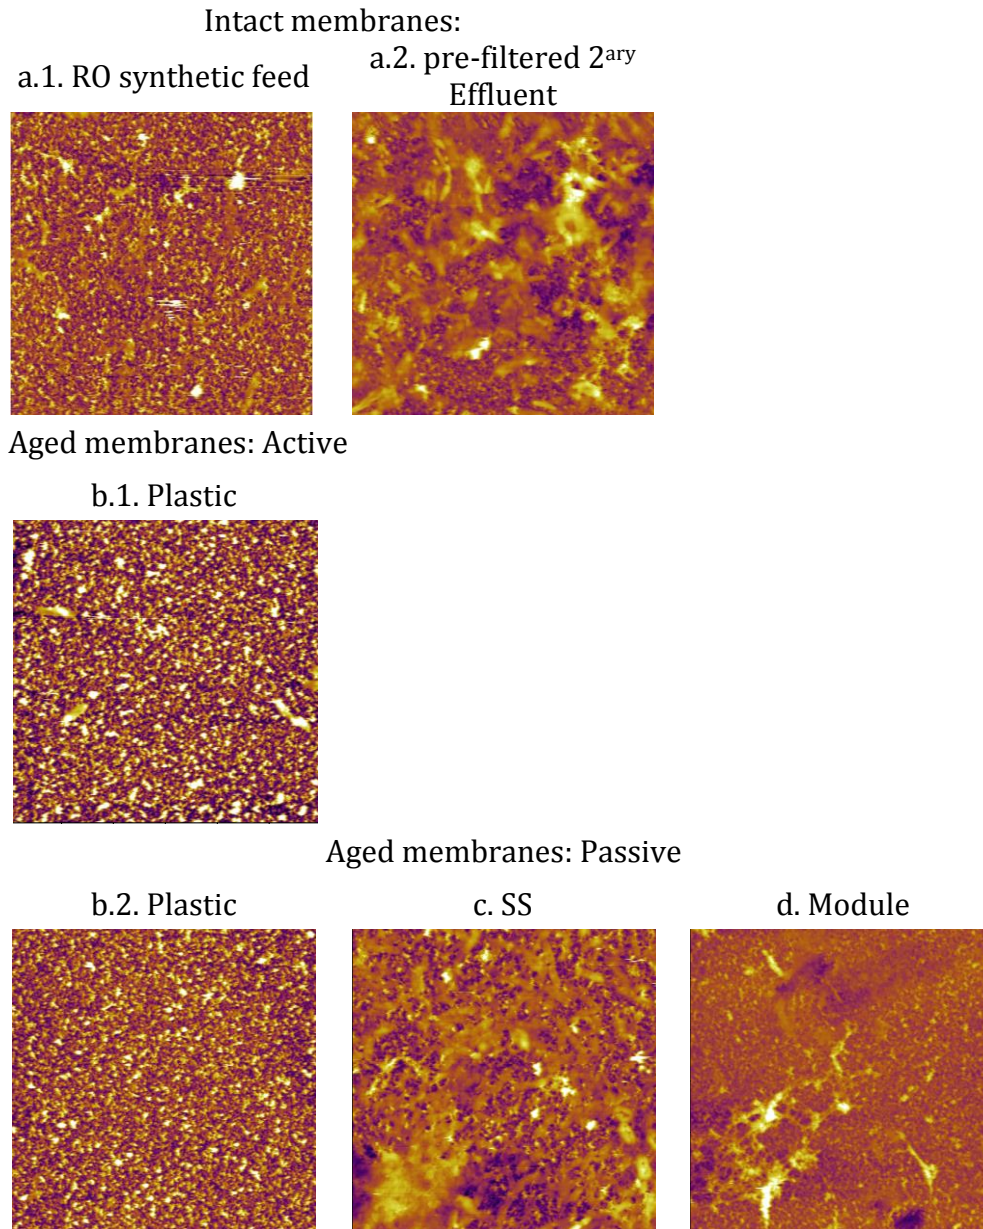 Intact membranes:
a.1. RO synthetic feed
a.2. pre-filtered 2ary
Effluent
Aged membranes: Active
b.1. Plastic
Aged membranes: Passive
b.2. Plastic
c. SS
d. Module